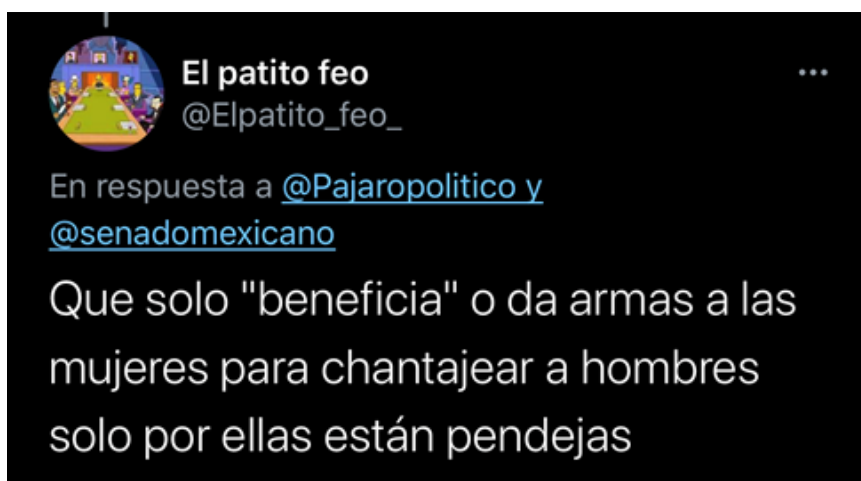 El patito feo
@Elpatito_feo_
En respuesta a @Pajaropolitico y
@senadomexicano
Que solo "beneficia" o da armas a las
mujeres para chantajear a hombres
solo por ellas están pendejas